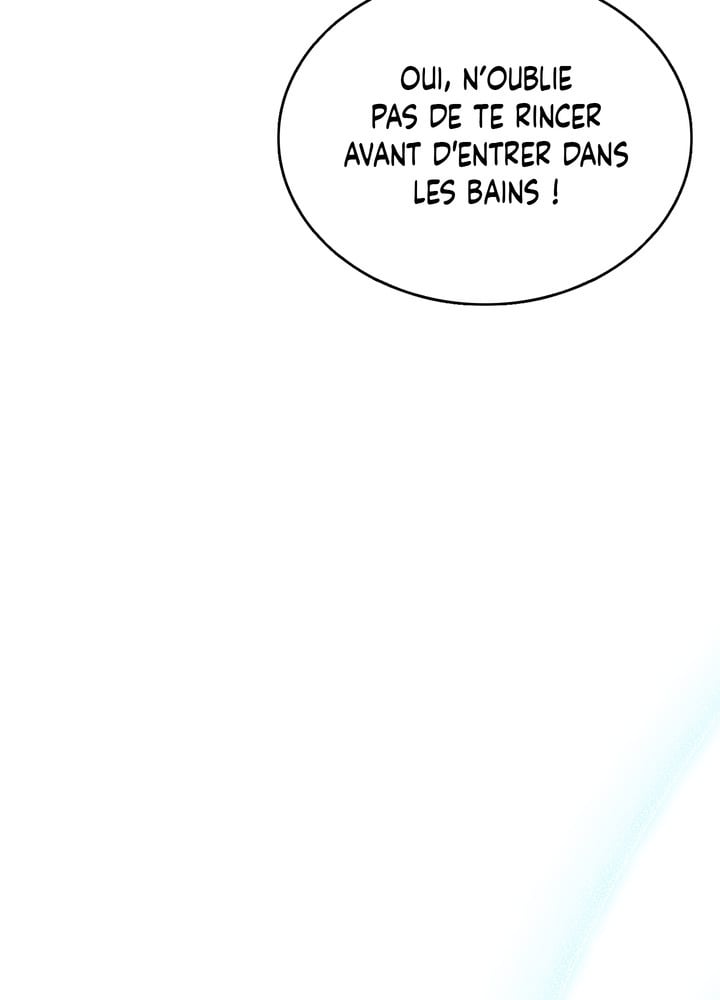 OUI, N'OUBLIE
PAS DE TE RINCER
AVANT D'ENTRER DANS
LES BAINS !